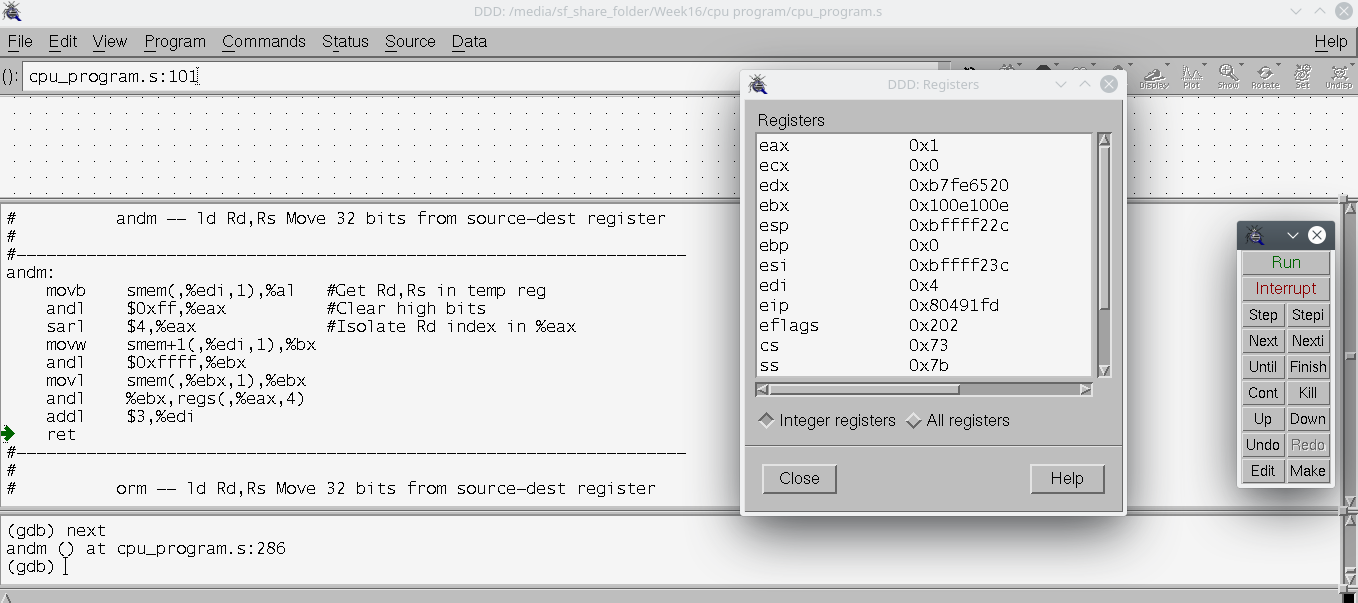 DDD: /media/sf_share_folder/Week16/cpu program/cpu_program.s
File Edit View Program Commands Status Source Data Help
(): cpu_program.s:101
Display Plot Show Rotate Set Undisp
DDD: Registers
Registers
eax 0x1
ecx 0x0
edx 0xb7fe6520
ebx 0x100e100e
esp 0xbffff22c
ebp 0x0
esi 0xbffff23c
edi 0x4
eip 0x80491fd
eflags 0x202
cs 0x73
ss 0x7b
Integer registers All registers
Close Help
# andm -- ld Rd,Rs Move 32 bits from source-dest register
#
#-------------------------------------------------------------------
andm:
movb smem(,%edi,1),%al #Get Rd,Rs in temp reg
andl $0xff,%eax #Clear high bits
sarl $4,%eax #Isolate Rd index in %eax
movw smem+1(,%edi,1),%bx
andl $0xffff,%ebx
movl smem(,%ebx,1),%ebx
andl %ebx,regs(,%eax,4)
addl $3,%edi
ret
#-------------------------------------------------------------------
#
# orm -- ld Rd,Rs Move 32 bits from source-dest register
Run
Interrupt
Step Stepi
Next Nexti
Until Finish
Cont Kill
Up Down
Undo Redo
Edit Make
(gdb) next
andm () at cpu_program.s:286
(gdb)